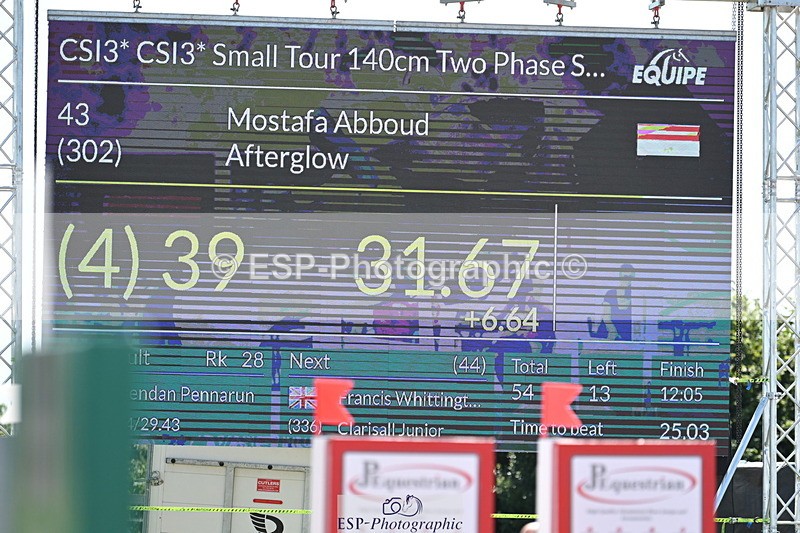 CSI3* CSI3* Small Tour 140cm Two Phase S...
EQUIPE
43 Mostafa Abboud
(302) Afterglow
(4) 39 31.67
© ESP-Photographic ©
+6.64
ult Rk 28 Next (44) Total Left Finish
endan Pennarun Francis Whittingt... 54 13 12:05
4/29.43 (336) Clarisall Junior Time to beat 25.03
CUTLERS
Equestrian
Equestrian
ESP-Photographic